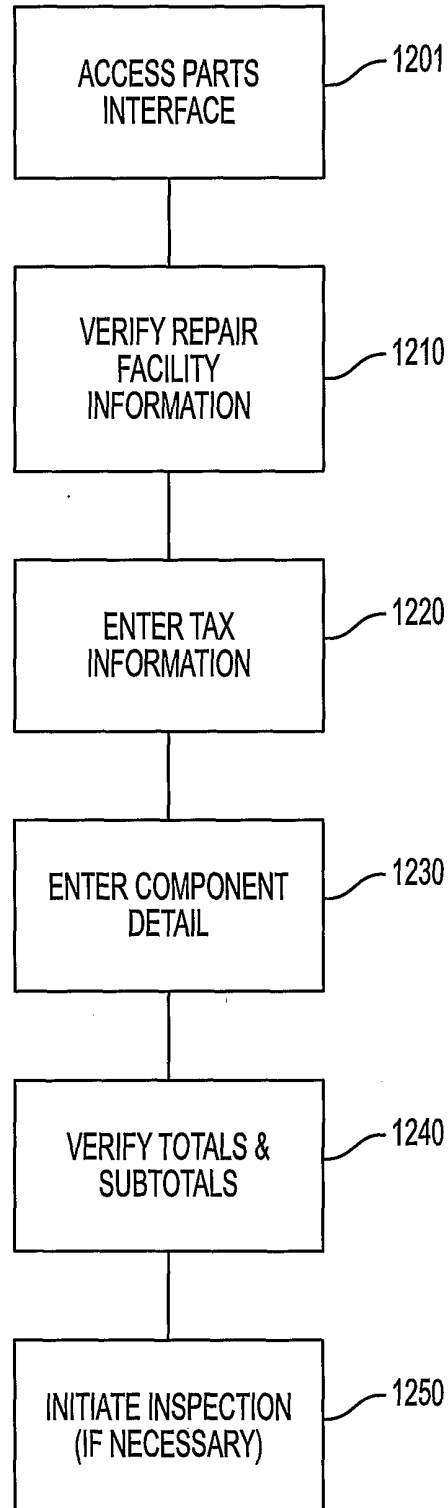 ACCESS PARTS
INTERFACE
1201
VERIFY REPAIR
FACILITY
INFORMATION
1210
ENTER TAX
INFORMATION
1220
ENTER COMPONENT
DETAIL
1230
VERIFY TOTALS &
SUBTOTALS
1240
INITIATE INSPECTION
(IF NECESSARY)
1250